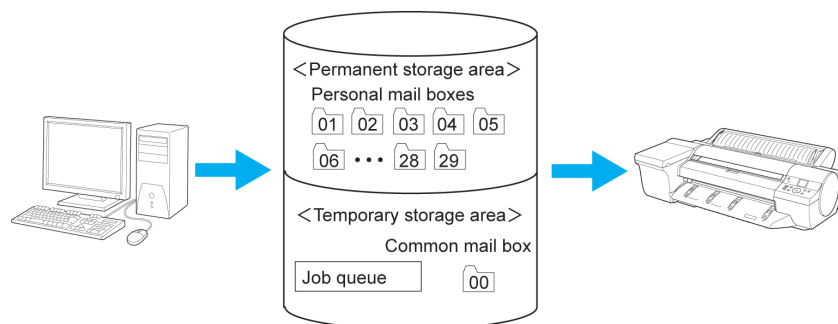 ＜Permanent storage area＞
Personal mail boxes
01 02 03 04 05
06 ••• 28 29
＜Temporary storage area＞
Common mail box
Job queue 00